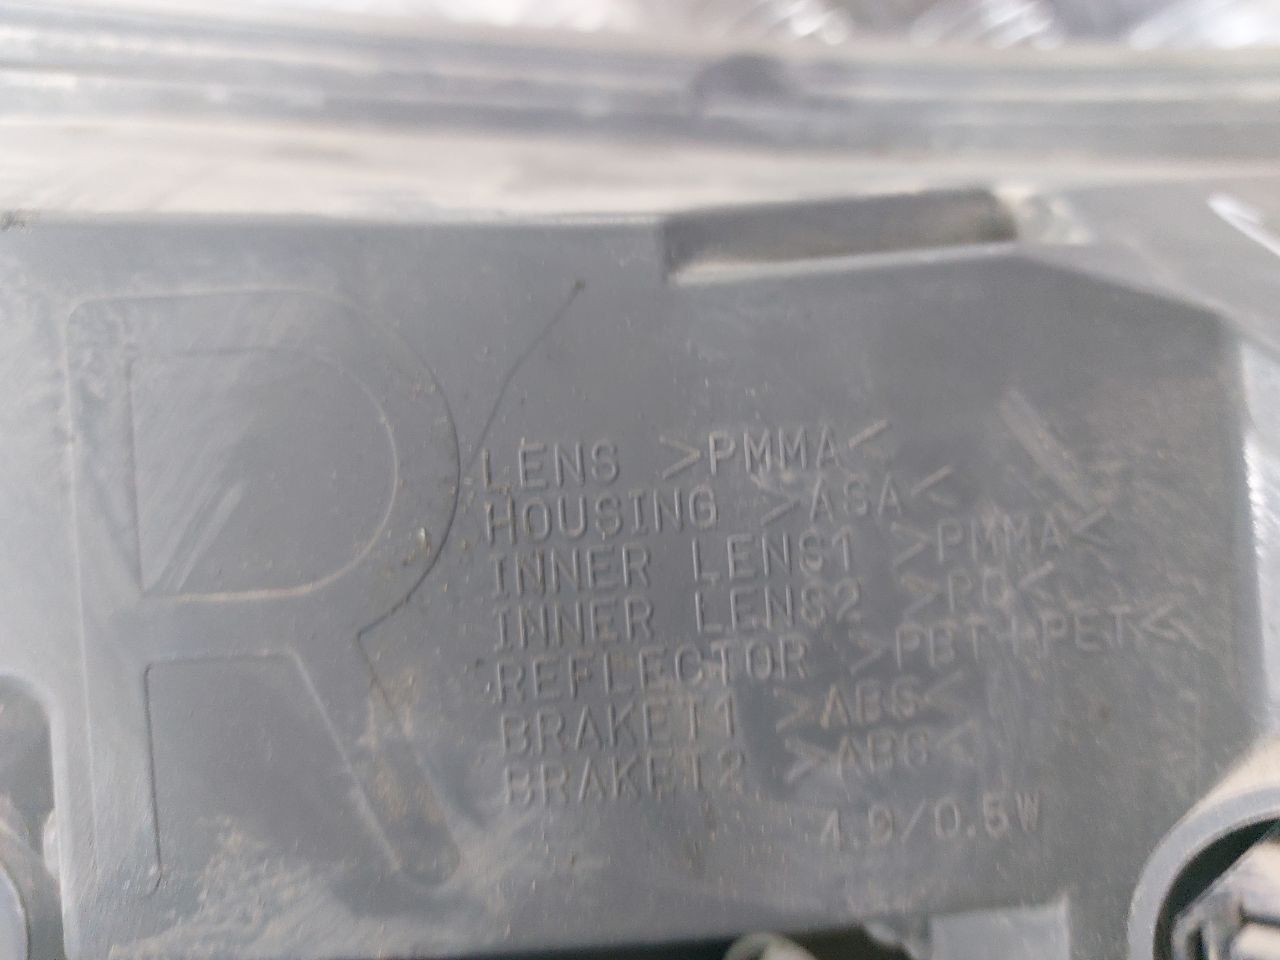 R
LENS >PMMA<
HOUSING >ASA<
INNER LENS1 >PMMA<
INNER LENS2 >PC<
REFLECTOR >PBT+PET<
BRAKET1 >ABS<
BRAKET2 >ABS<
4.9/0.5W